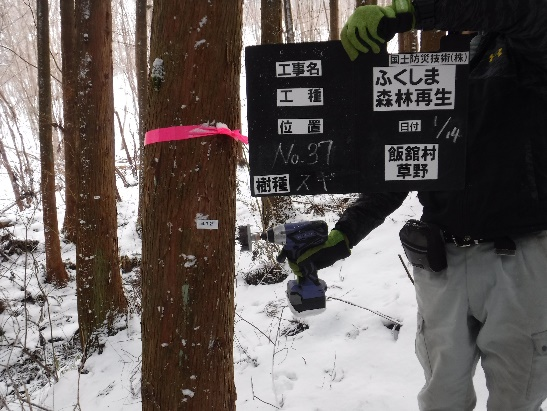 国土防災技術(株)
工事名
ふくしま
森林再生
工種
位置
日付 1/14
No.37
飯舘村
草野
樹種 スギ